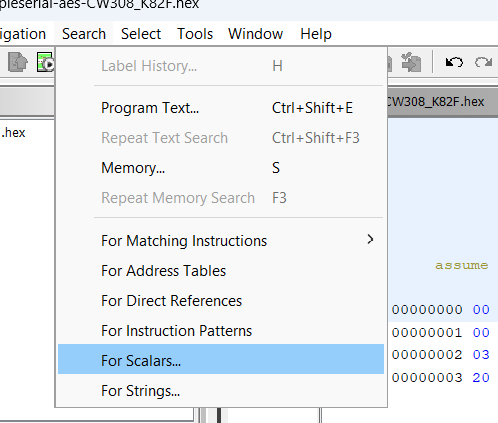 pleserial-aes-CW308_K82F.hex
igation Search Select Tools Window Help
Label History... H
CW308_K82F.hex
Program Text... Ctrl+Shift+E
.hex
Repeat Text Search Ctrl+Shift+F3
Memory... S
Repeat Memory Search F3
For Matching Instructions
assume
For Address Tables
For Direct References
00000000 00
For Instruction Patterns
00000001 00
For Scalars...
00000002 03
00000003 20
For Strings...